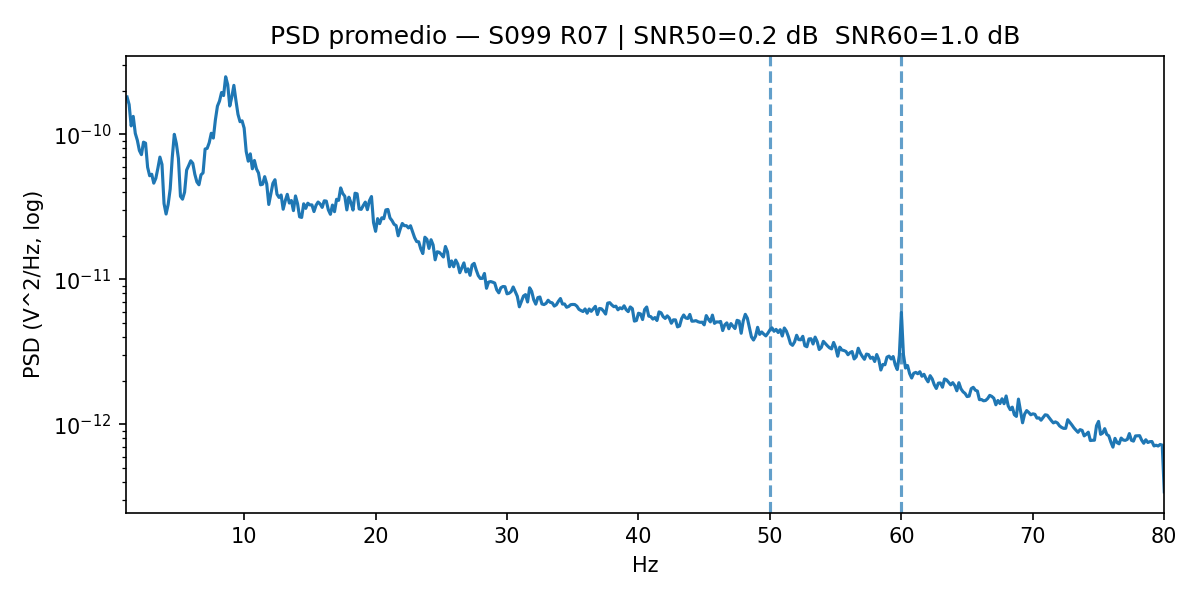 PSD promedio — S099 R07 | SNR50=0.2 dB  SNR60=1.0 dB
PSD (V^2/Hz, log)
10⁻¹⁰
10⁻¹¹
10⁻¹²
10 20 30 40 50 60 70 80
Hz